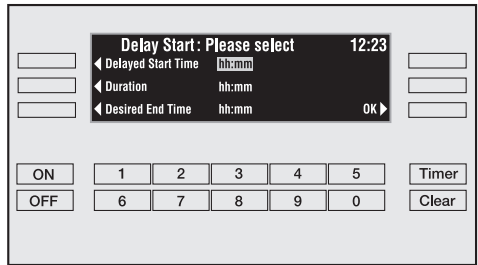 Delay Start: Please select 12:23
Delayed Start Time hh:mm
Duration hh:mm
Desired End Time hh:mm OK
ON 1 2 3 4 5 Timer
OFF 6 7 8 9 0 Clear